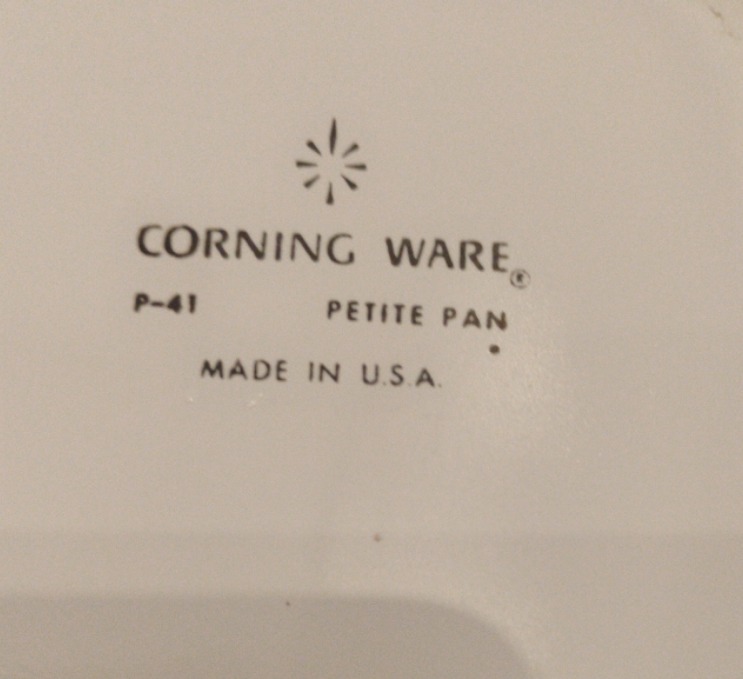 CORNING WARE®
P-41 PETITE PAN
MADE IN U.S.A.